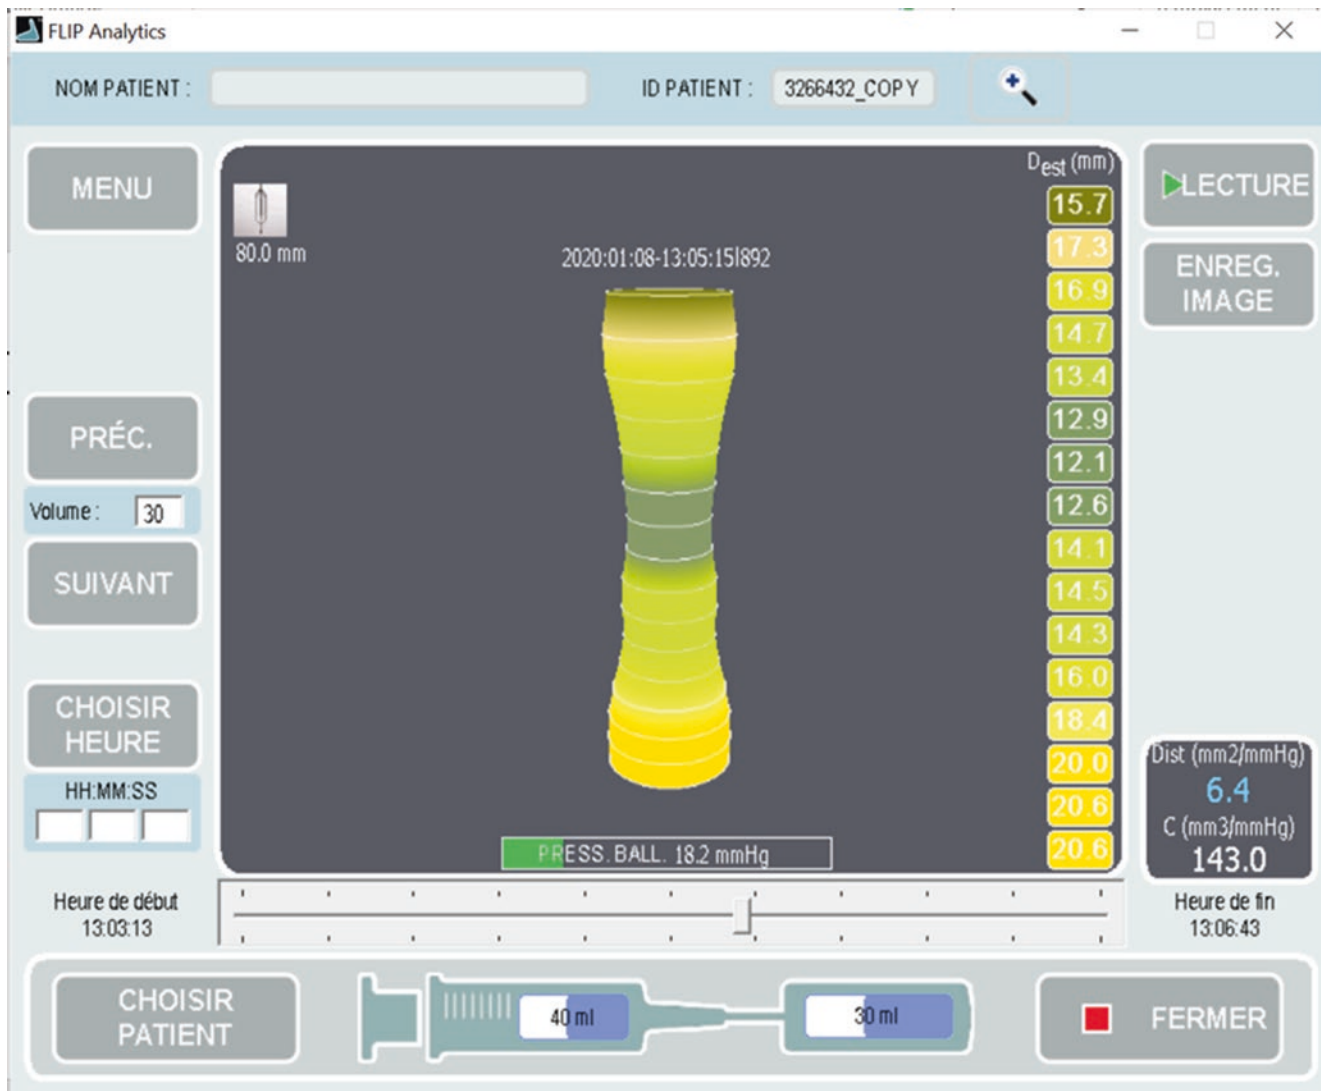 FLIP Analytics
NOM PATIENT :
ID PATIENT :
3266432_COPY
MENU
80.0 mm
2020:01:08-13:05:15l892
Dest (mm)
15.7
17.3
16.9
14.7
13.4
12.9
12.1
12.6
14.1
14.5
14.3
16.0
18.4
20.0
20.6
20.6
LECTURE
ENREG.
IMAGE
PRÉC.
Volume :
30
SUIVANT
CHOISIR
HEURE
HH:MM:SS
PRESS. BALL. 18.2 mmHg
Dist (mm2/mmHg)
6.4
C (mm3/mmHg)
143.0
Heure de début
13:03:13
Heure de fin
13:06:43
CHOISIR
PATIENT
40 ml
30 ml
FERMER